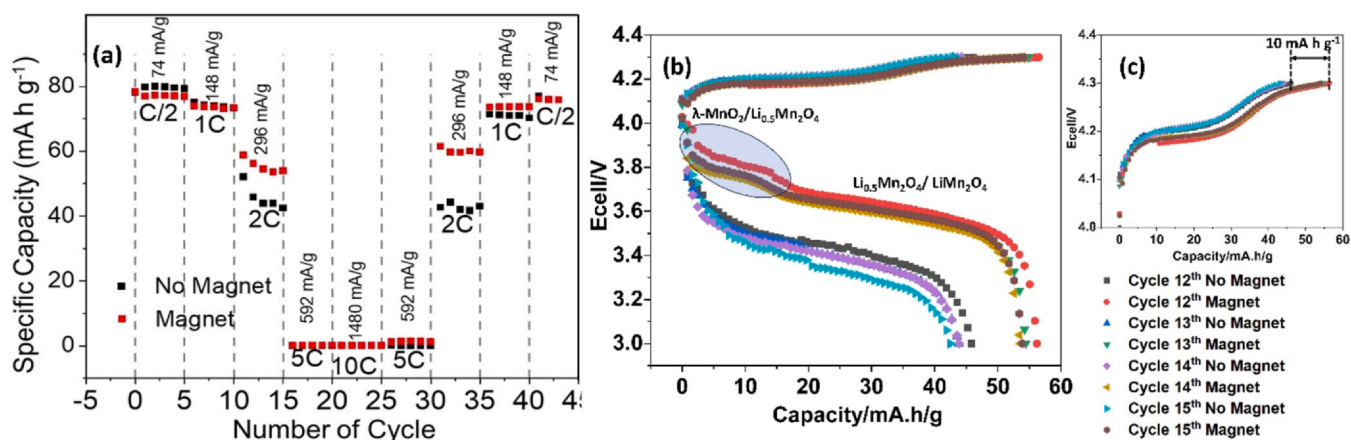 (a)
Specific Capacity (mA h g⁻¹)
80
60
40
20
0
74 mA/g
148 mA/g
296 mA/g
592 mA/g
1480 mA/g
592 mA/g
296 mA/g
148 mA/g
74 mA/g
C/2
1C
2C
5C
10C
5C
2C
1C
C/2
No Magnet
Magnet
-5 0 5 10 15 20 25 30 35 40 45
Number of Cycle
(b)
Ecell/V
4.4
4.2
4.0
3.8
3.6
3.4
3.2
3.0
λ-MnO₂/Li₀.₅Mn₂O₄
Li₀.₅Mn₂O₄/ LiMn₂O₄
0 10 20 30 40 50 60
Capacity/mA.h/g
(c)
10 mA h g⁻¹
Ecell/V
4.4
4.3
4.2
4.1
4.0
0 10 20 30 40 50 60
Capacity/mA.h/g
Cycle 12th No Magnet
Cycle 12th Magnet
Cycle 13th No Magnet
Cycle 13th Magnet
Cycle 14th No Magnet
Cycle 14th Magnet
Cycle 15th No Magnet
Cycle 15th Magnet